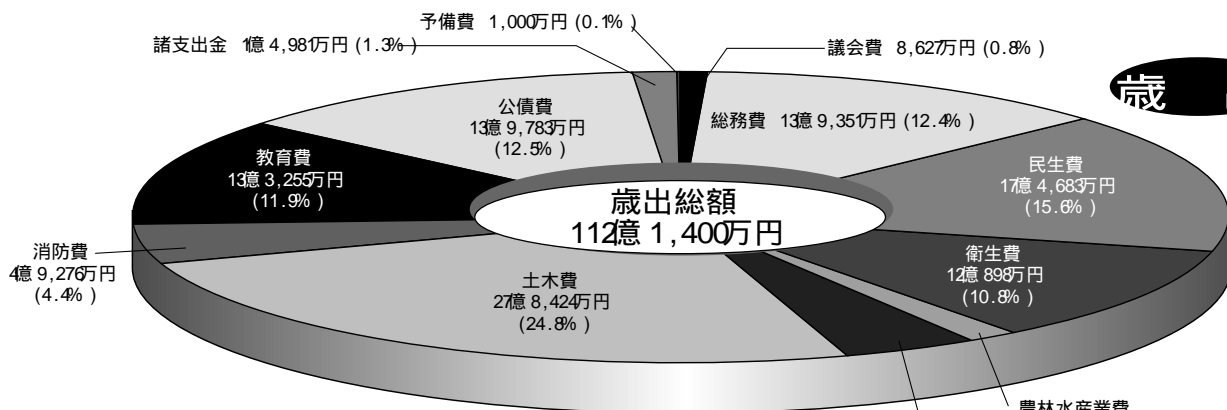 予備費 1,000万円 (0.1%)
諸支出金 1億 4,981万円 (1.3%)
議会費 8,627万円 (0.8%)
歳
公債費
13億 9,783万円
(12.5%)
総務費 13億 9,351万円 (12.4%)
教育費
13億 3,255万円
(11.9%)
民生費
17億 4,683万円
(15.6%)
歳出総額
112億 1,400万円
消防費
4億 9,276万円
(4.4%)
衛生費
12億 898万円
(10.8%)
土木費
27億 8,424万円
(24.8%)
農林水産業費